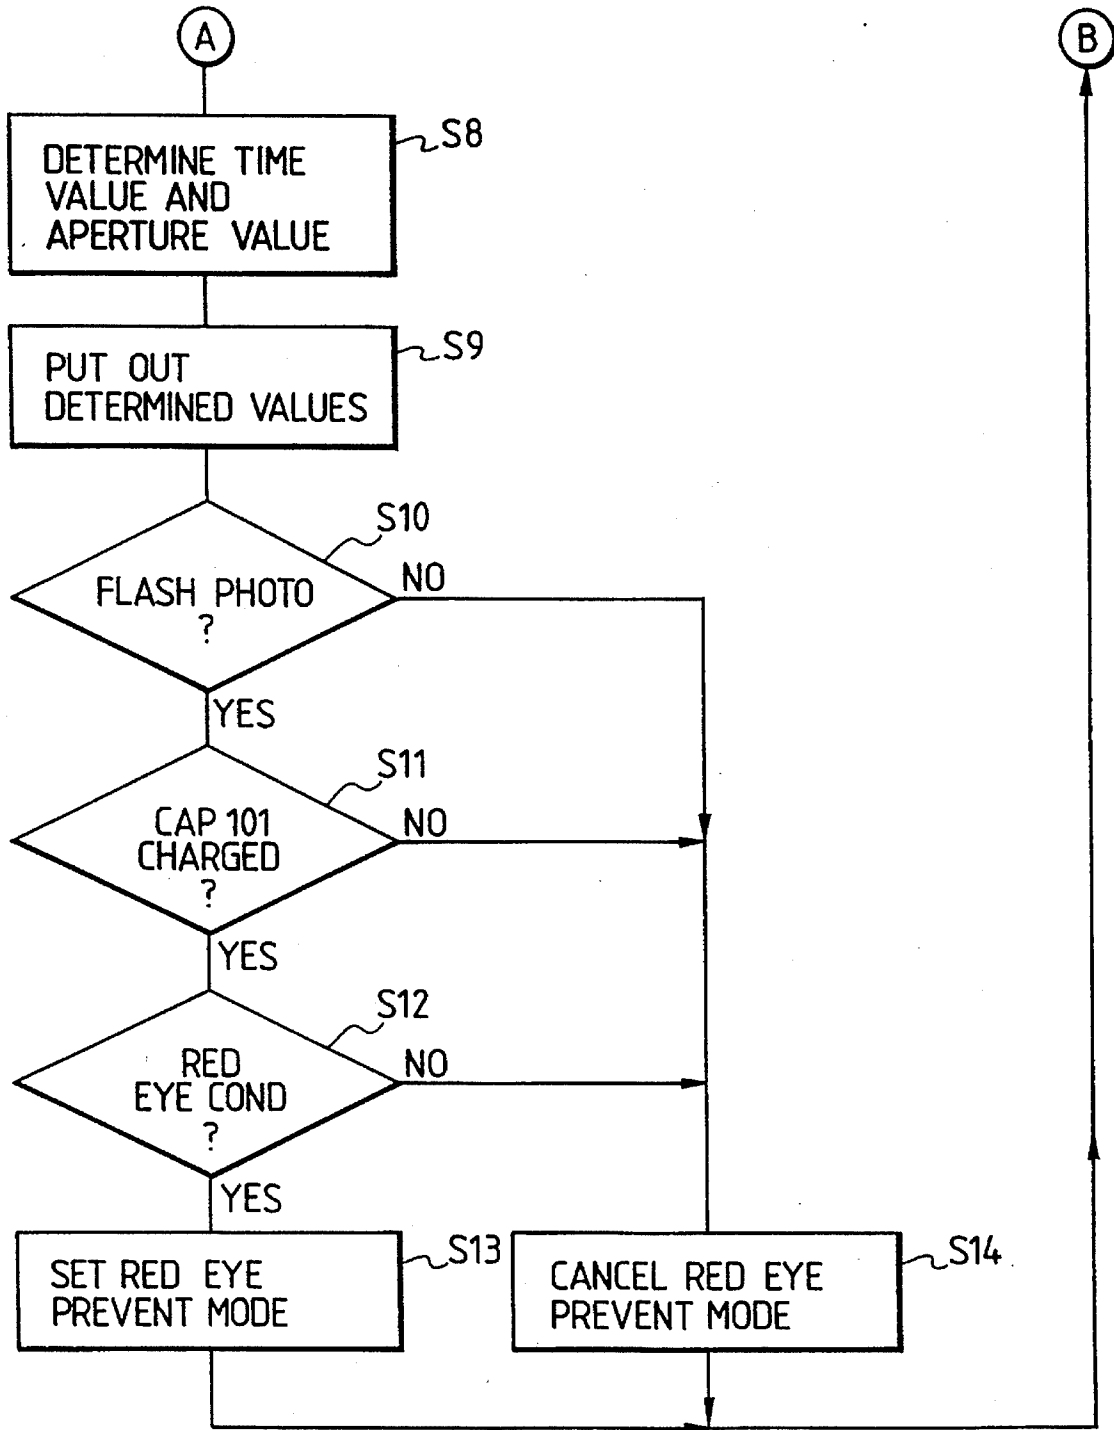 A
B
S8
DETERMINE TIME
VALUE AND
APERTURE VALUE
S9
PUT OUT
DETERMINED VALUES
S10
FLASH PHOTO
?
NO
YES
S11
CAP 101
CHARGED
?
NO
YES
S12
RED
EYE COND
?
NO
YES
S13
SET RED EYE
PREVENT MODE
S14
CANCEL RED EYE
PREVENT MODE